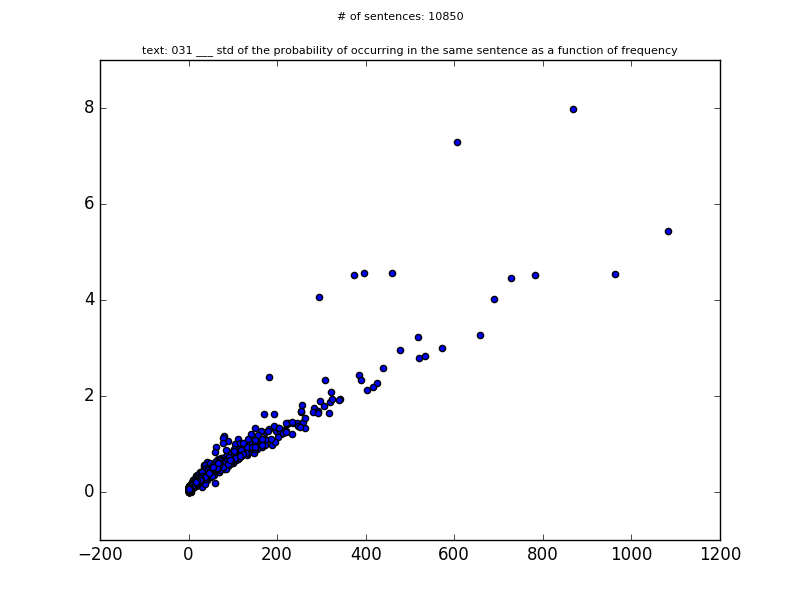 # of sentences: 10850
text: 031 ___ std of the probability of occurring in the same sentence as a function of frequency
8
6
4
2
0
−200 0 200 400 600 800 1000 1200